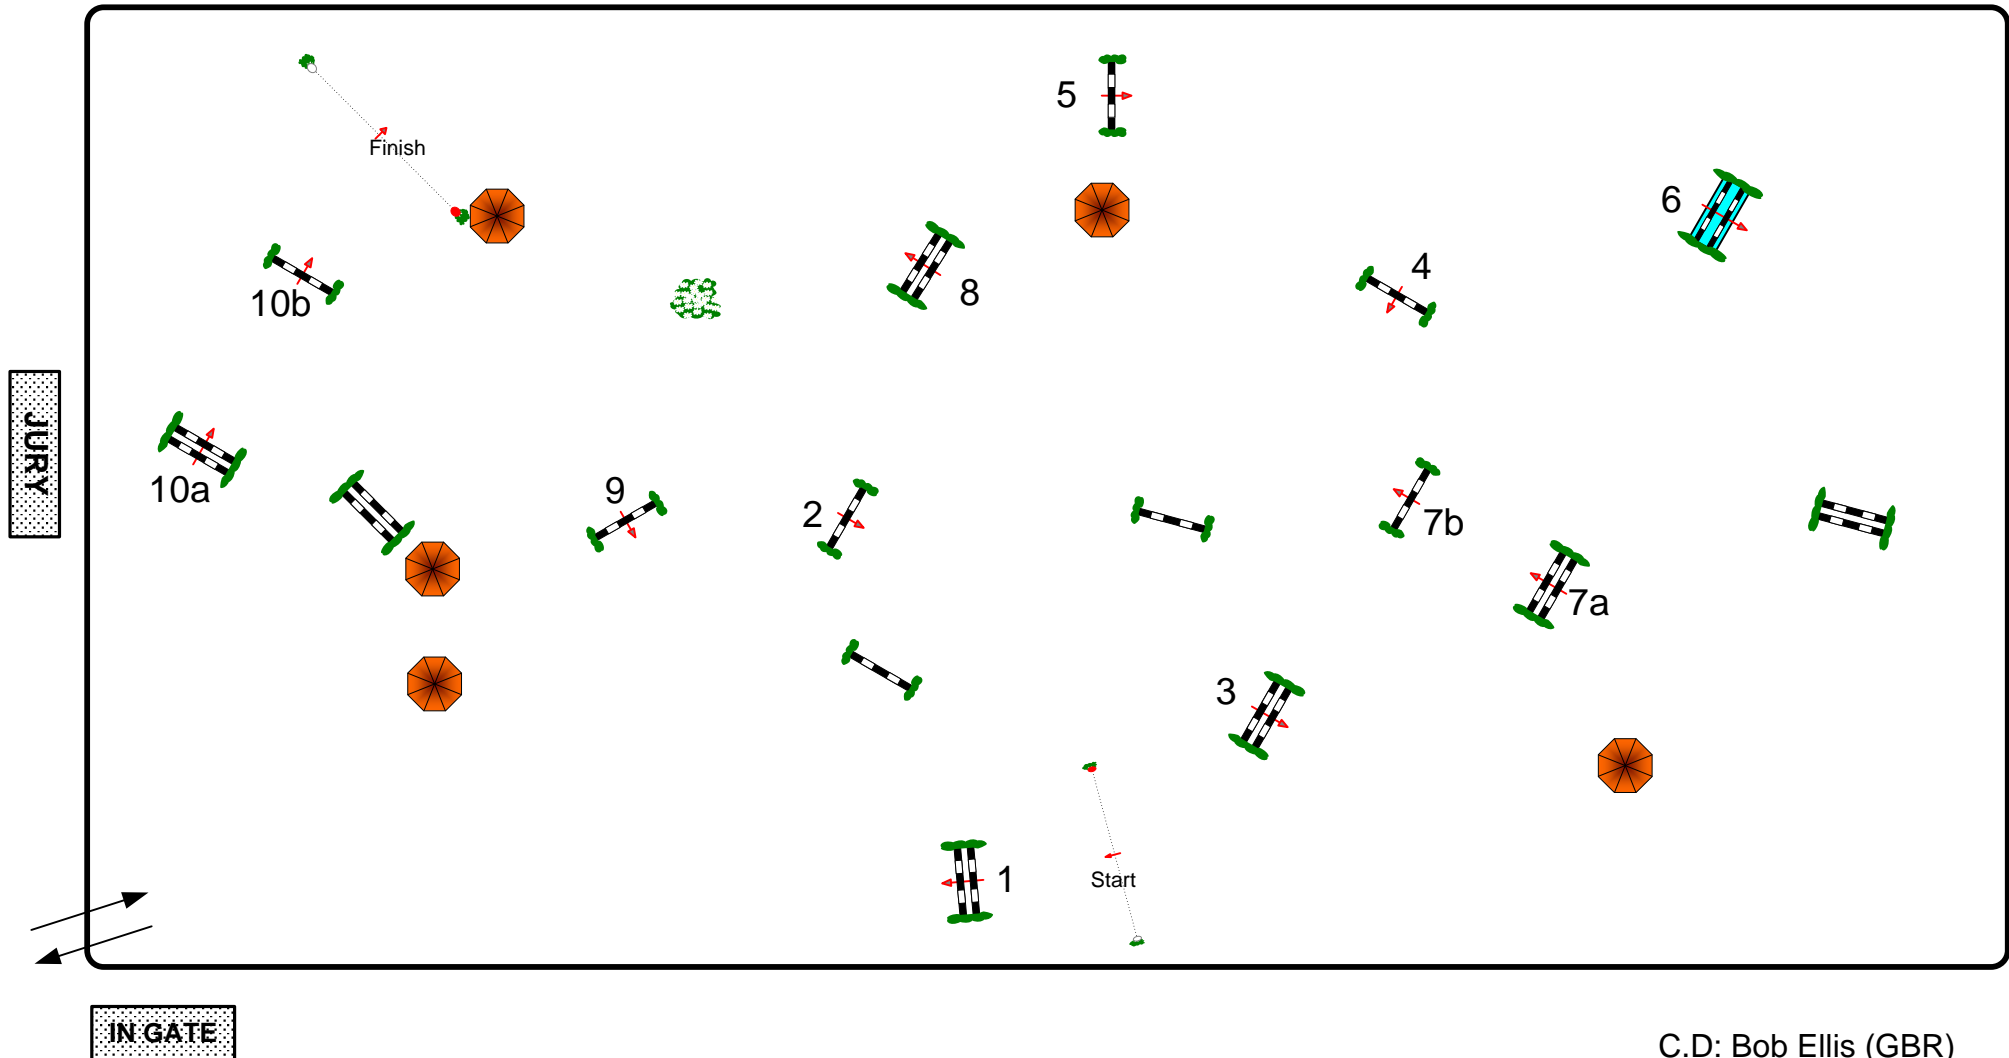 5
Finish
6
4
8
10b
JURY
9
10a
2
7b
7a
3
1
Start
IN GATE
C.D: Bob Ellis (GBR)